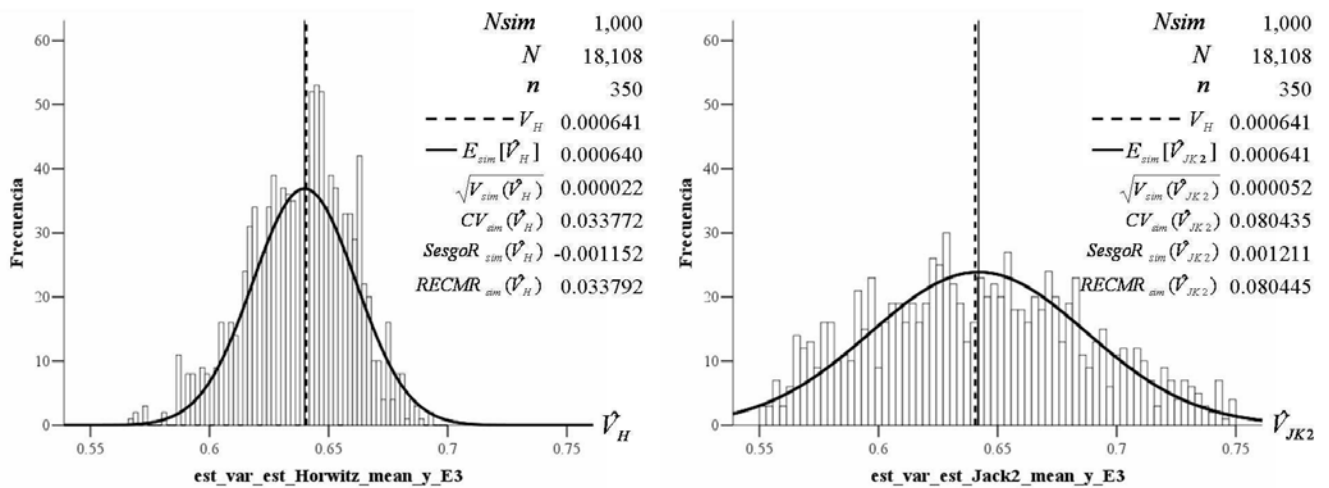 Nsim 1,000
N 18,108
n 350
V_H 0.000641
E_sim[V̂_H] 0.000640
√V_sim(V̂_H) 0.000022
CV_sim(V̂_H) 0.033772
SesgoR_sim(V̂_H) -0.001152
RECMR_sim(V̂_H) 0.033792
Frecuencia
60
50
40
30
20
10
0
0.55 0.6 0.65 0.7 0.75
V̂_H
est_var_est_Horwitz_mean_y_E3
Nsim 1,000
N 18,108
n 350
V_H 0.000641
E_sim[V̂_JK2] 0.000641
√V_sim(V̂_JK2) 0.000052
CV_sim(V̂_JK2) 0.080435
SesgoR_sim(V̂_JK2) 0.001211
RECMR_sim(V̂_JK2) 0.080445
Frecuencia
60
50
40
30
20
10
0
0.55 0.6 0.65 0.7 0.75
V̂_JK2
est_var_est_Jack2_mean_y_E3